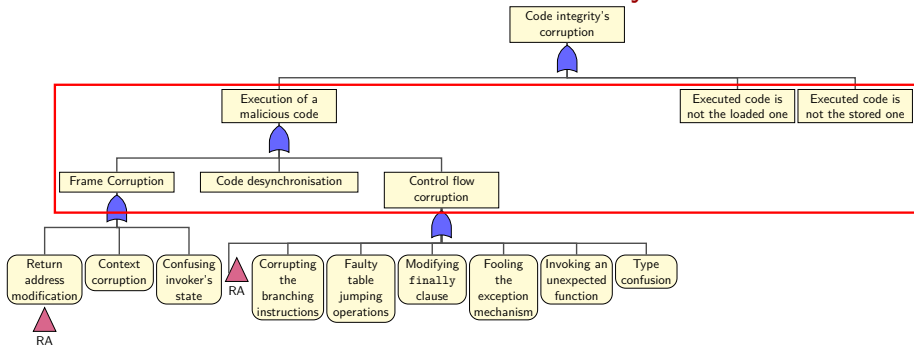 Code integrity's
corruption
Execution of a
malicious code
Executed code is
not the loaded one
Executed code is
not the stored one
Frame Corruption
Code desynchronisation
Control flow
corruption
Return
address
modification
Context
corruption
Confusing
invoker's
state
RA
Corrupting
the
branching
instructions
Faulty
table
jumping
operations
Modifying
finally
clause
Fooling
the
exception
mechanism
Invoking an
unexpected
function
Type
confusion
RA